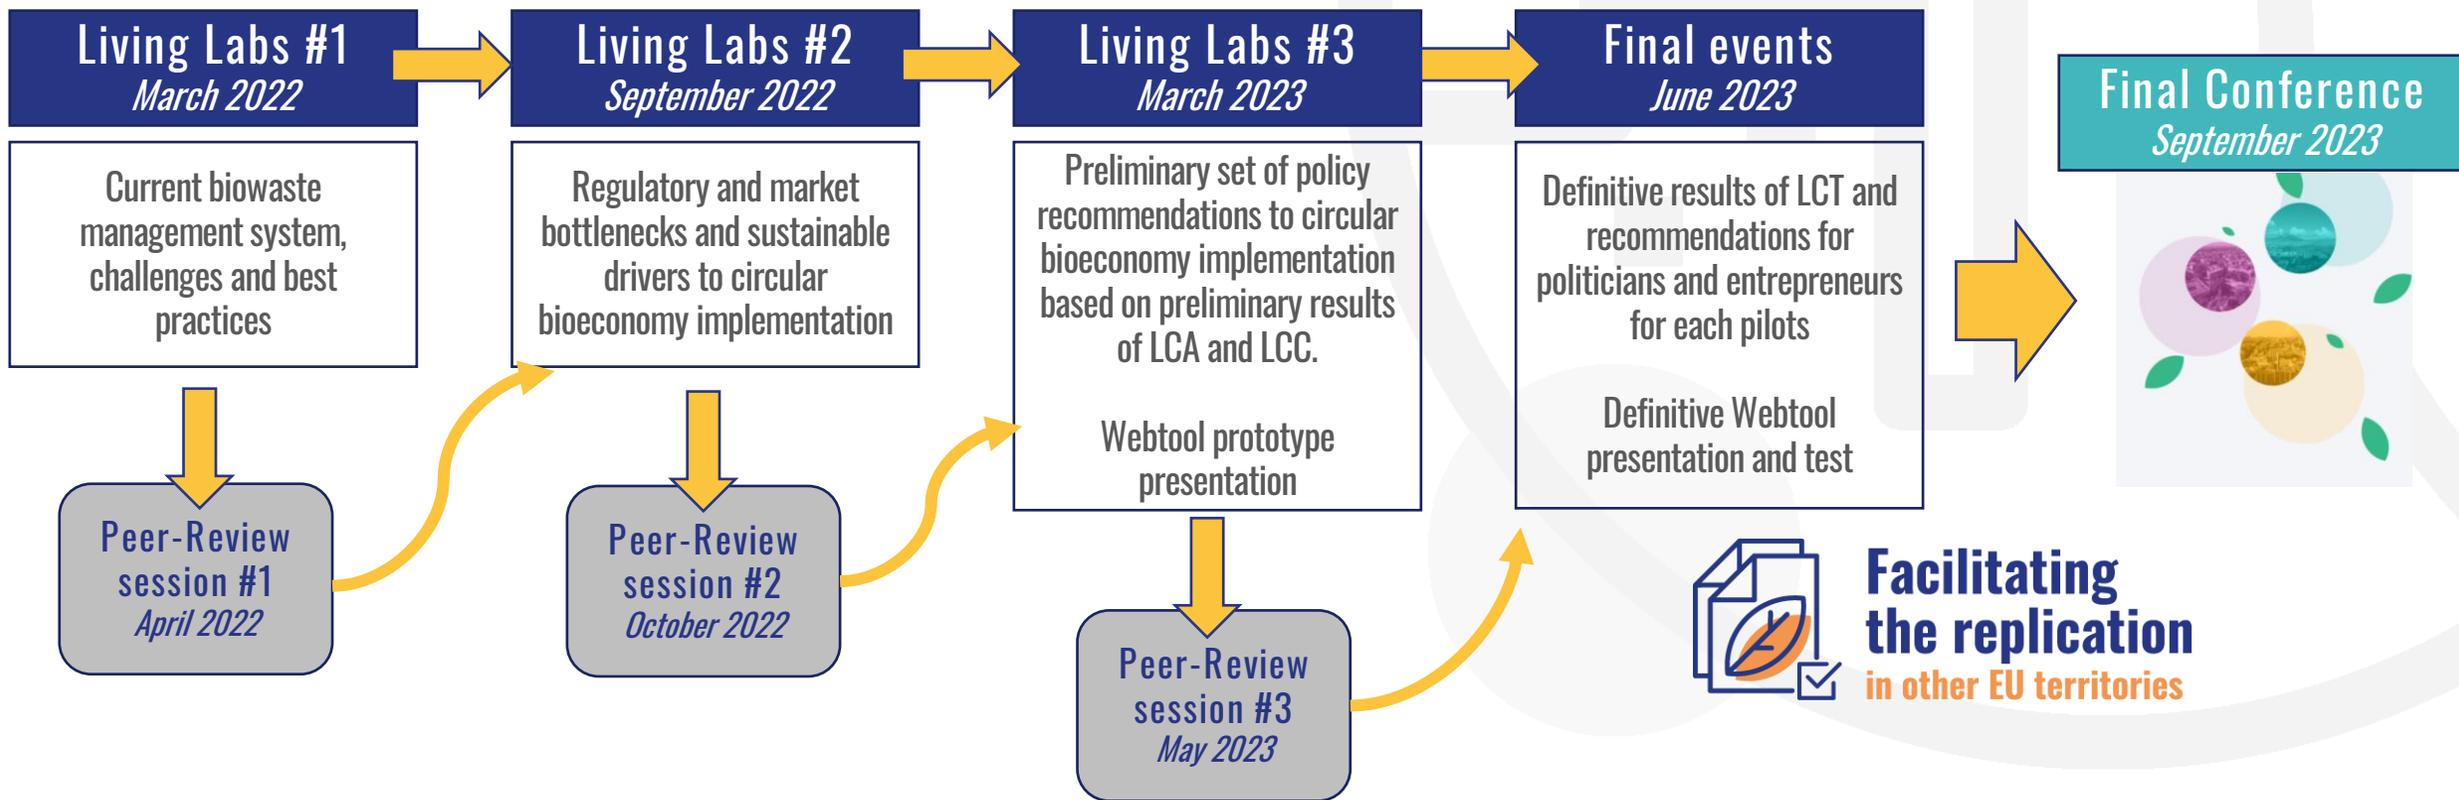 Living Labs #1
March 2022
Current biowaste
management system,
challenges and best
practices
Peer-Review
session #1
April 2022
Living Labs #2
September 2022
Regulatory and market
bottlenecks and sustainable
drivers to circular
bioeconomy implementation
Peer-Review
session #2
October 2022
Living Labs #3
March 2023
Preliminary set of policy
recommendations to circular
bioeconomy implementation
based on preliminary results
of LCA and LCC.
Webtool prototype
presentation
Peer-Review
session #3
May 2023
Final events
June 2023
Definitive results of LCT and
recommendations for
politicians and entrepreneurs
for each pilots
Definitive Webtool
presentation and test
Final Conference
September 2023
Facilitating
the replication
in other EU territories